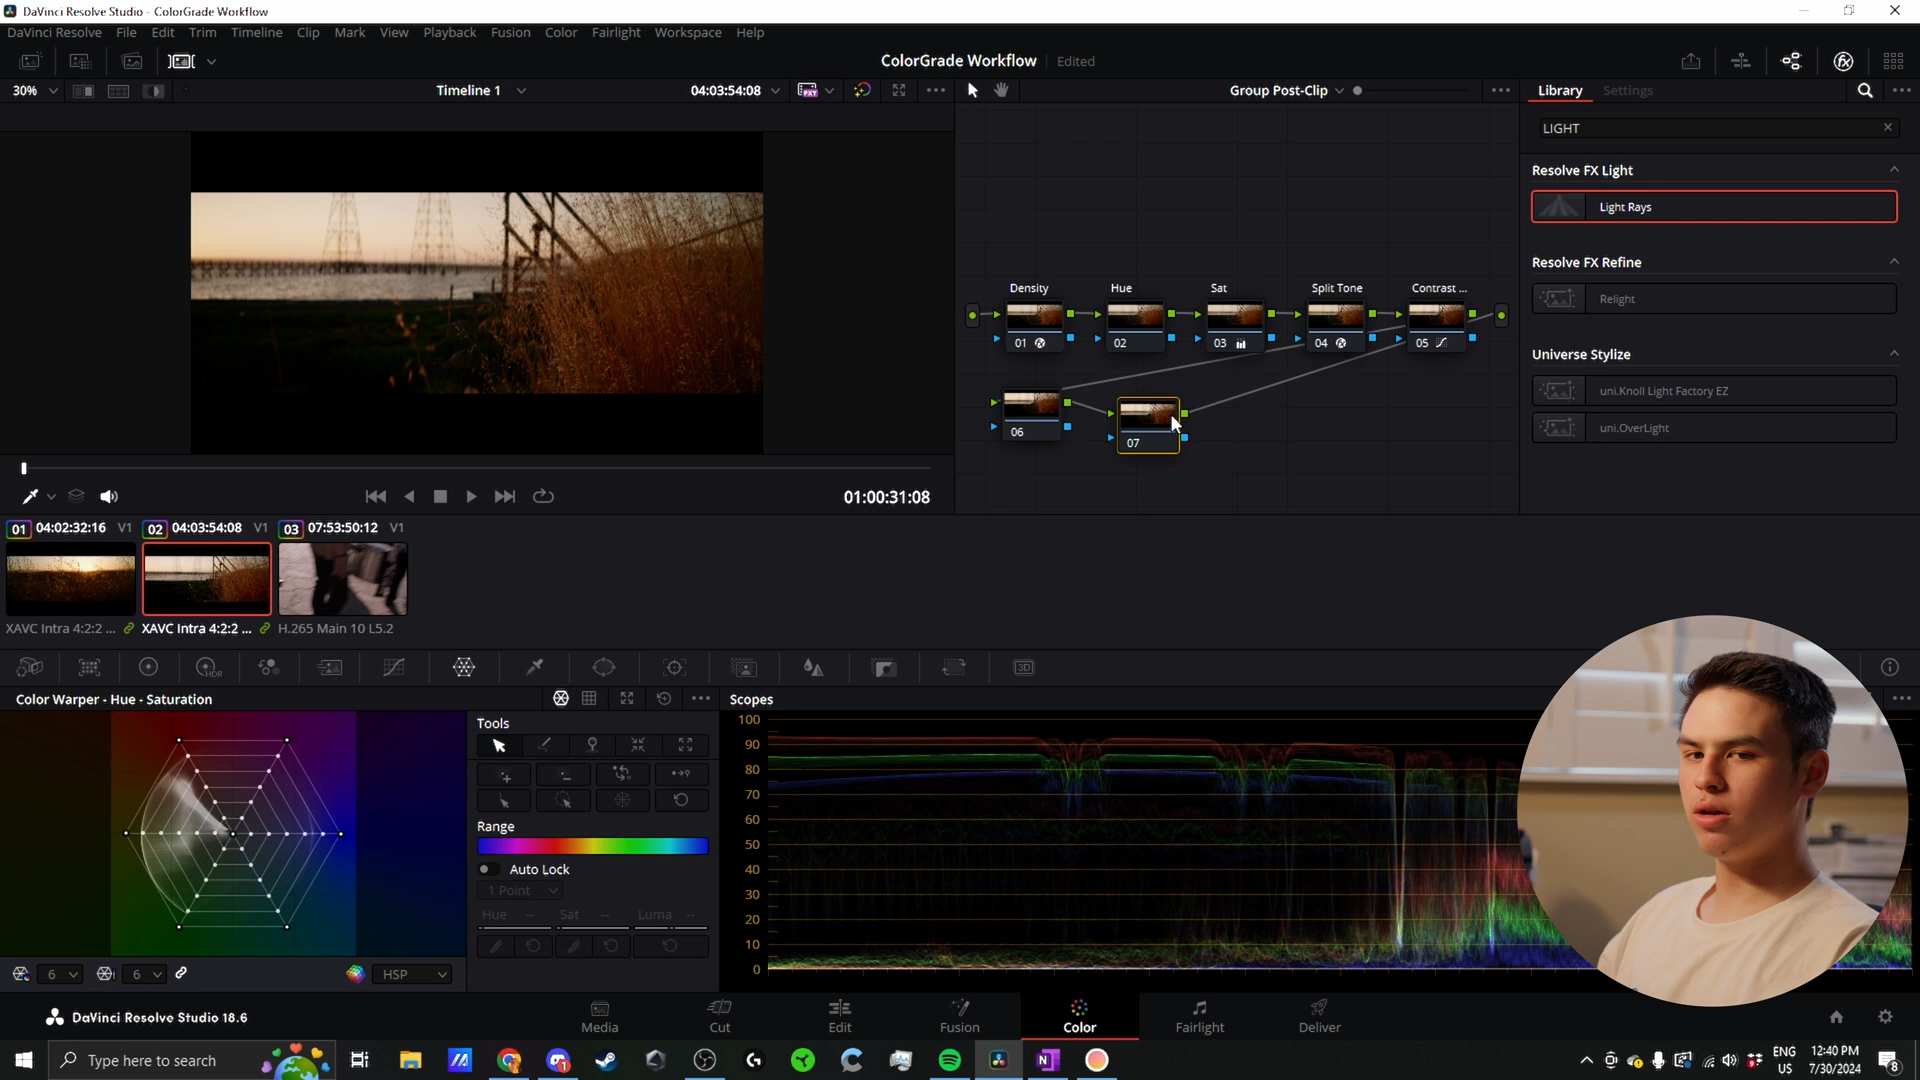 DaVinci Resolve Studio - ColorGrade Workflow
DaVinci Resolve File Edit Trim Timeline Clip Mark View Playback Fusion Color Fairlight Workspace Help
ColorGrade Workflow Edited
30% Timeline 1 04:03:54:08 Group Post-Clip Library Settings
LIGHT
Resolve FX Light
Light Rays
Resolve FX Refine
Relight
Universe Stylize
uni.Knoll Light Factory EZ
uni.OverLight
Density Hue Sat Split Tone Contrast ...
01 02 03 04 05
06 07
01:00:31:08
01 04:02:32:16 V1 02 04:03:54:08 V1 03 07:53:50:12 V1
XAVC Intra 4:2:2 ... XAVC Intra 4:2:2 ... H.265 Main 10 L5.2
HDR 3D
Color Warper - Hue - Saturation
Scopes
Tools
Range
Auto Lock
1 Point
Hue -- Sat -- Luma --
6 6 HSP
100
90
80
70
60
50
40
30
20
10
0
DaVinci Resolve Studio 18.6
Media Cut Edit Fusion Color Fairlight Deliver
Type here to search
ENG
US
12:40 PM
7/30/2024
8